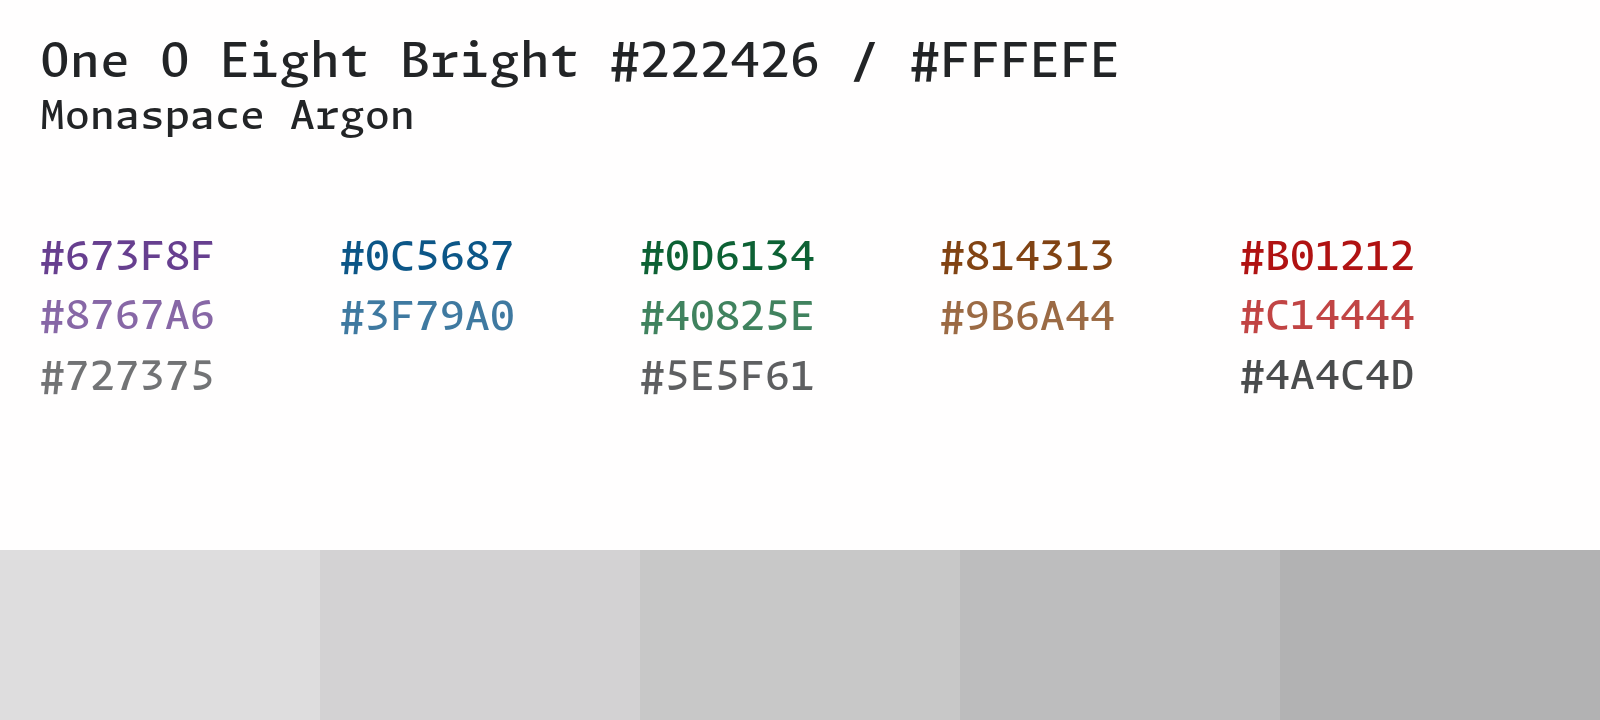 One O Eight Bright #222426 / #FFFEFE
Monaspace Argon
#673F8F #0C5687 #0D6134 #814313 #B01212
#8767A6 #3F79A0 #40825E #9B6A44 #C14444
#727375 #5E5F61 #4A4C4D